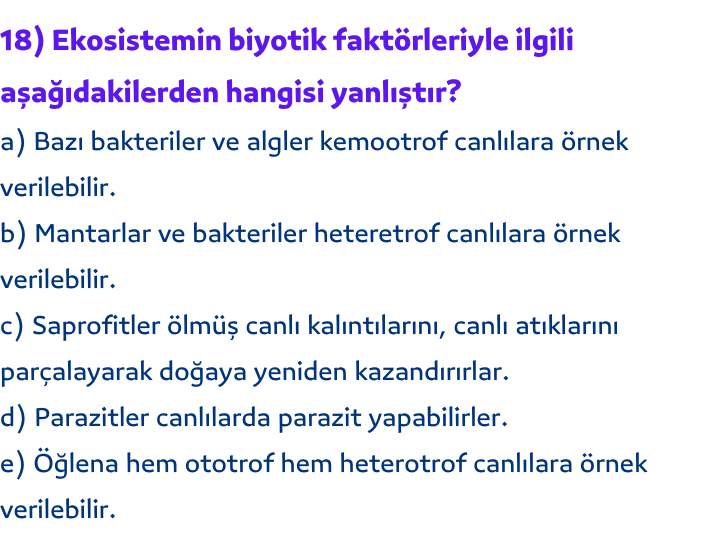 18) Ekosistemin biyotik faktörleriyle ilgili
aşağıdakilerden hangisi yanlıştır?
a) Bazı bakteriler ve algler kemootrof canlılara örnek
verilebilir.
b) Mantarlar ve bakteriler heteretrof canlılara örnek
verilebilir.
c) Saprofitler ölmüş canlı kalıntılarını, canlı atıklarını
parçalayarak doğaya yeniden kazandırırlar.
d) Parazitler canlılarda parazit yapabilirler.
e) Öğlena hem ototrof hem heterotrof canlılara örnek
verilebilir.